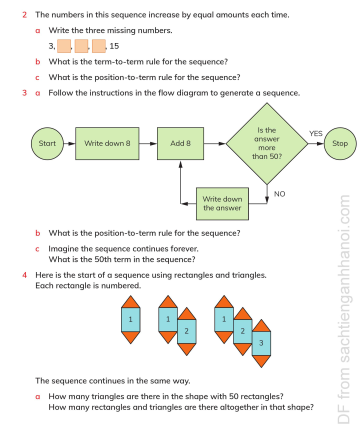 2 The numbers in this sequence increase by equal amounts each time.
a Write the three missing numbers.
3, , , , 15
b What is the term-to-term rule for the sequence?
c What is the position-to-term rule for the sequence?
3 a Follow the instructions in the flow diagram to generate a sequence.
Start
Write down 8
Add 8
Is the
answer
more
than 50?
YES
Stop
NO
Write down
the answer
b What is the position-to-term rule for the sequence?
c Imagine the sequence continues forever.
What is the 50th term in the sequence?
4 Here is the start of a sequence using rectangles and triangles.
Each rectangle is numbered.
1 1 2 1 2 3
The sequence continues in the same way.
a How many triangles are there in the shape with 50 rectangles?
How many rectangles and triangles are there altogether in that shape?
DF from sachtienganhhanoi.com